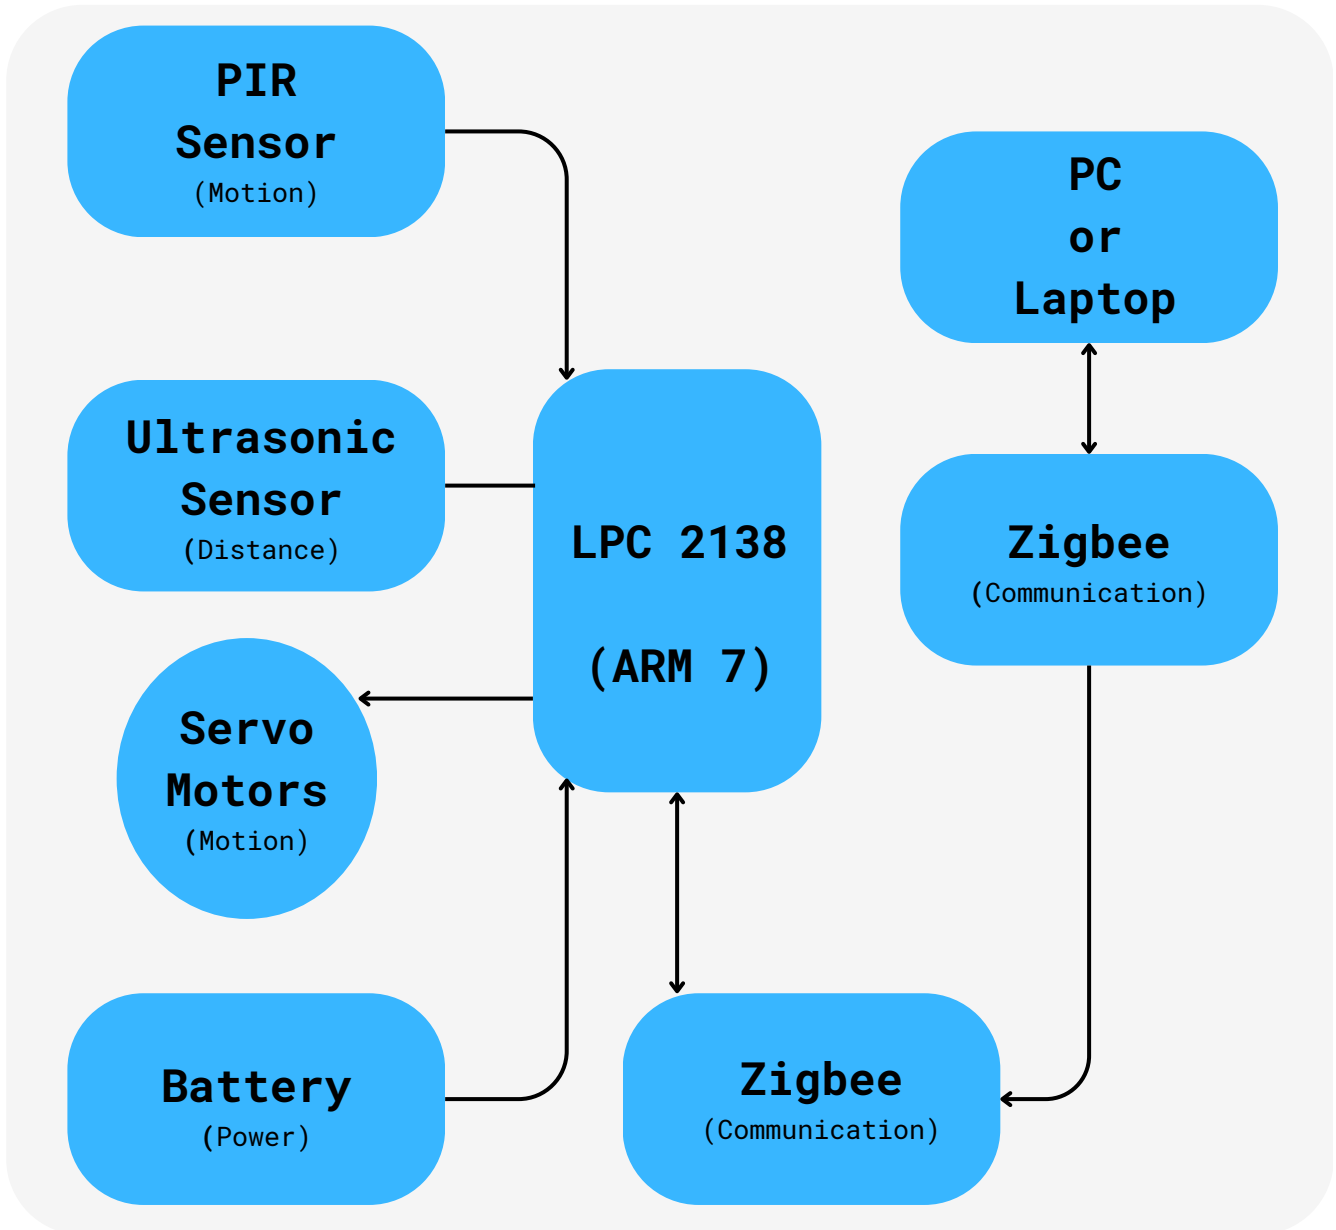 PIR
Sensor
(Motion)
PC
or
Laptop
Ultrasonic
Sensor
(Distance)
LPC 2138
(ARM 7)
Zigbee
(Communication)
Servo
Motors
(Motion)
Battery
(Power)
Zigbee
(Communication)